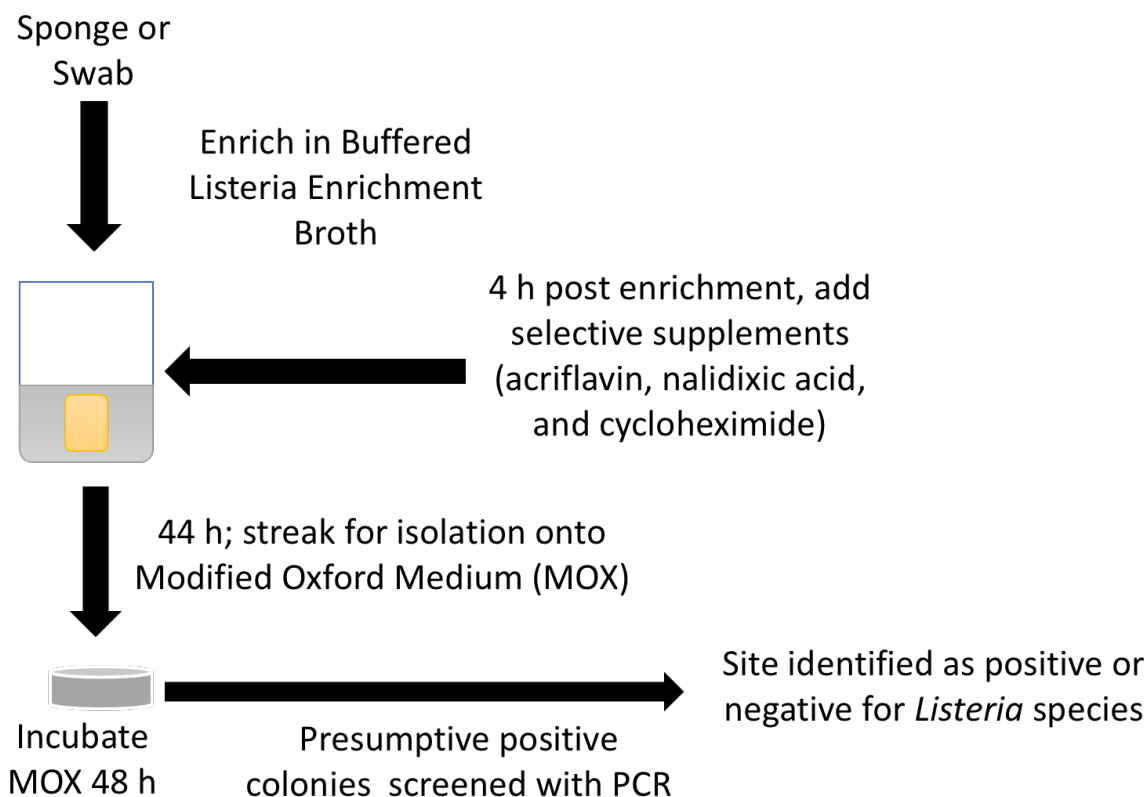 Sponge or
Swab
Enrich in Buffered
Listeria Enrichment
Broth
4 h post enrichment, add
selective supplements
(acriflavin, nalidixic acid,
and cycloheximide)
44 h; streak for isolation onto
Modified Oxford Medium (MOX)
Incubate
MOX 48 h
Presumptive positive
colonies screened with PCR
Site identified as positive or
negative for Listeria species